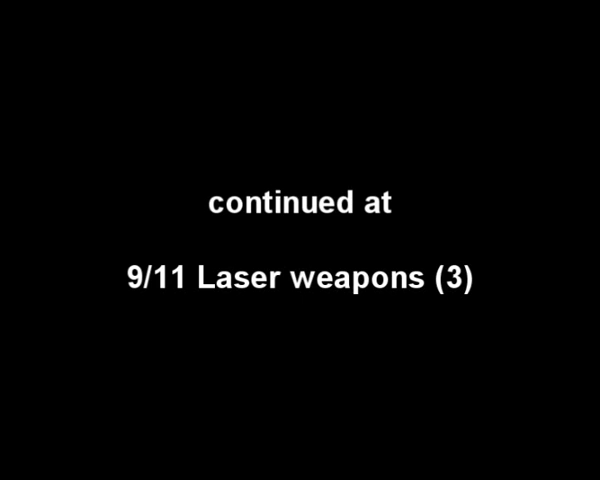 continued at
9/11 Laser weapons (3)